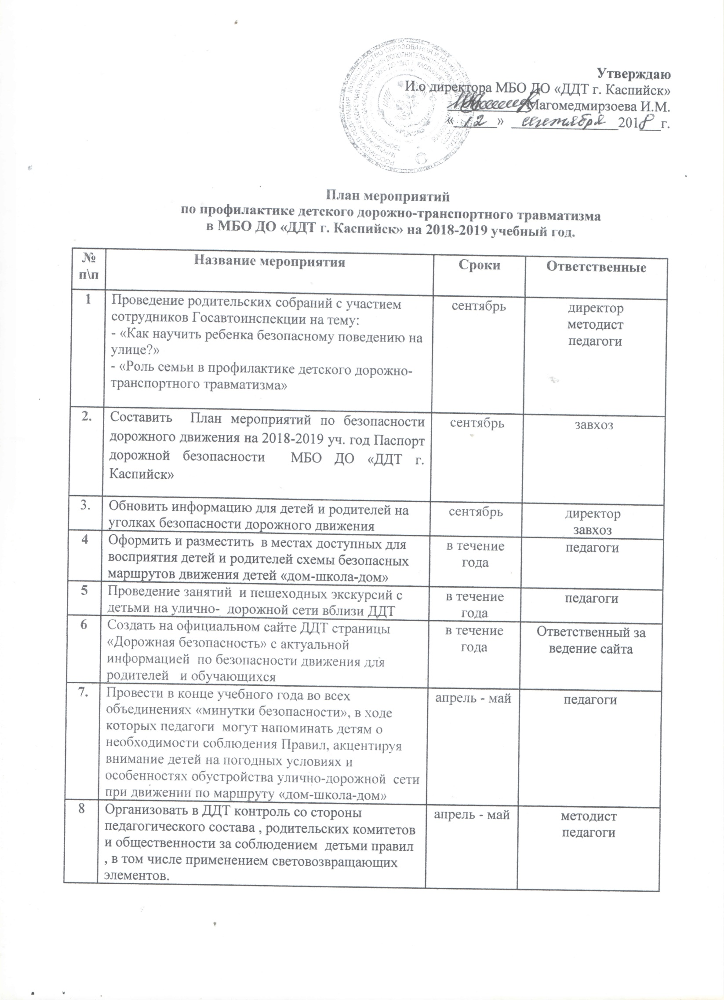 Утверждаю
И.о директора МБО ДО «ДДТ г. Каспийск»
Магомедмирзоева И.М.
« 12 » сентября 2018 г.
План мероприятий
по профилактике детского дорожно-транспортного травматизма
в МБО ДО «ДДТ г. Каспийск» на 2018-2019 учебный год.
№ Название мероприятия Сроки Ответственные
п\п
1 Проведение родительских собраний с участием сентябрь директор
сотрудников Госавтоинспекции на тему: методист
- «Как научить ребенка безопасному поведению на педагоги
улице?»
- «Роль семьи в профилактике детского дорожно-
транспортного травматизма»
2. Составить План мероприятий по безопасности сентябрь завхоз
дорожного движения на 2018-2019 уч. год Паспорт
дорожной безопасности МБО ДО «ДДТ г.
Каспийск»
3. Обновить информацию для детей и родителей на сентябрь директор
уголках безопасности дорожного движения завхоз
4 Оформить и разместить в местах доступных для в течение педагоги
восприятия детей и родителей схемы безопасных года
маршрутов движения детей «дом-школа-дом»
5 Проведение занятий и пешеходных экскурсий с в течение педагоги
детьми на улично- дорожной сети вблизи ДДТ года
6 Создать на официальном сайте ДДТ страницы в течение Ответственный за
«Дорожная безопасность» с актуальной года ведение сайта
информацией по безопасности движения для
родителей и обучающихся
7. Провести в конце учебного года во всех апрель - май педагоги
объединениях «минутки безопасности», в ходе
которых педагоги могут напоминать детям о
необходимости соблюдения Правил, акцентируя
внимание детей на погодных условиях и
особенностях обустройства улично-дорожной сети
при движении по маршруту «дом-школа-дом»
8 Организовать в ДДТ контроль со стороны апрель - май методист
педагогического состава , родительских комитетов педагоги
и общественности за соблюдением детьми правил
, в том числе применением световозвращающих
элементов.